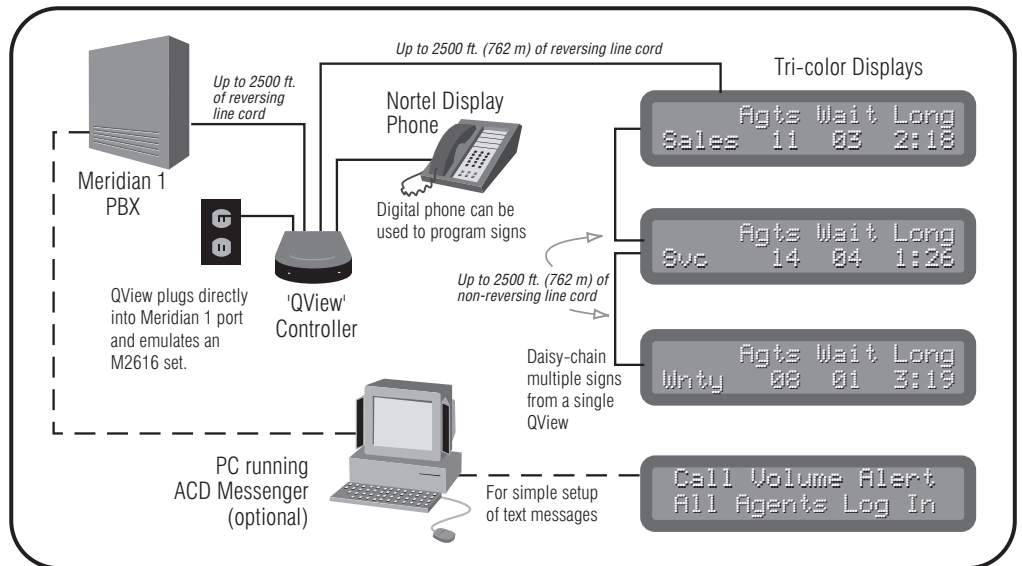 Up to 2500 ft. (762 m) of reversing line cord
Tri-color Displays
Up to 2500 ft.
of reversing
line cord
Nortel Display
Phone
Agts Wait Long
Sales 11 03 2:18
Meridian 1
PBX
Digital phone can be
used to program signs
Agts Wait Long
Svc 14 04 1:26
Up to 2500 ft. (762 m) of
non-reversing line cord
QView plugs directly
into Meridian 1 port
and emulates an
M2616 set.
'QView'
Controller
Daisy-chain
multiple signs
from a single
QView
Agts Wait Long
Wnty 08 01 3:19
PC running
ACD Messenger
(optional)
For simple setup
of text messages
Call Volume Alert
All Agents Log In